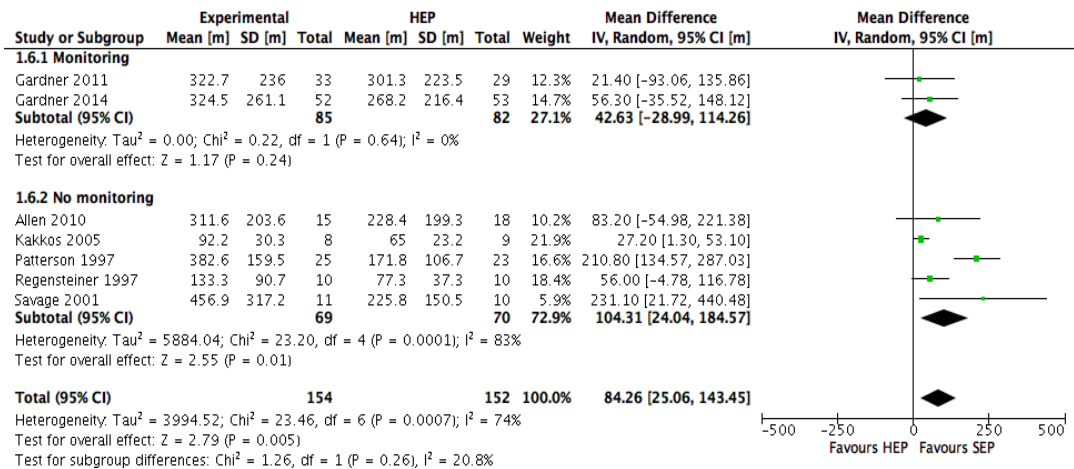 Experimental HEP Mean Difference Mean Difference
Study or Subgroup Mean [m] SD [m] Total Mean [m] SD [m] Total Weight IV, Random, 95% CI [m] IV, Random, 95% CI [m]
1.6.1 Monitoring
Gardner 2011 322.7 236 33 301.3 223.5 29 12.3% 21.40 [-93.06, 135.86]
Gardner 2014 324.5 261.1 52 268.2 216.4 53 14.7% 56.30 [-35.52, 148.12]
Subtotal (95% CI) 85 82 27.1% 42.63 [-28.99, 114.26]
Heterogeneity: Tau² = 0.00; Chi² = 0.22, df = 1 (P = 0.64); I² = 0%
Test for overall effect: Z = 1.17 (P = 0.24)
1.6.2 No monitoring
Allen 2010 311.6 203.6 15 228.4 199.3 18 10.2% 83.20 [-54.98, 221.38]
Kakkos 2005 92.2 30.3 8 65 23.2 9 21.9% 27.20 [1.30, 53.10]
Patterson 1997 382.6 159.5 25 171.8 106.7 23 16.6% 210.80 [134.57, 287.03]
Regensteiner 1997 133.3 90.7 10 77.3 37.3 10 18.4% 56.00 [-4.78, 116.78]
Savage 2001 456.9 317.2 11 225.8 150.5 10 5.9% 231.10 [21.72, 440.48]
Subtotal (95% CI) 69 70 72.9% 104.31 [24.04, 184.57]
Heterogeneity: Tau² = 5884.04; Chi² = 23.20, df = 4 (P = 0.0001); I² = 83%
Test for overall effect: Z = 2.55 (P = 0.01)
Total (95% CI) 154 152 100.0% 84.26 [25.06, 143.45]
Heterogeneity: Tau² = 3994.52; Chi² = 23.46, df = 6 (P = 0.0007); I² = 74%
-500 -250 0 250 500
Test for overall effect: Z = 2.79 (P = 0.005)
Favours HEP Favours SEP
Test for subgroup differences: Chi² = 1.26, df = 1 (P = 0.26), I² = 20.8%